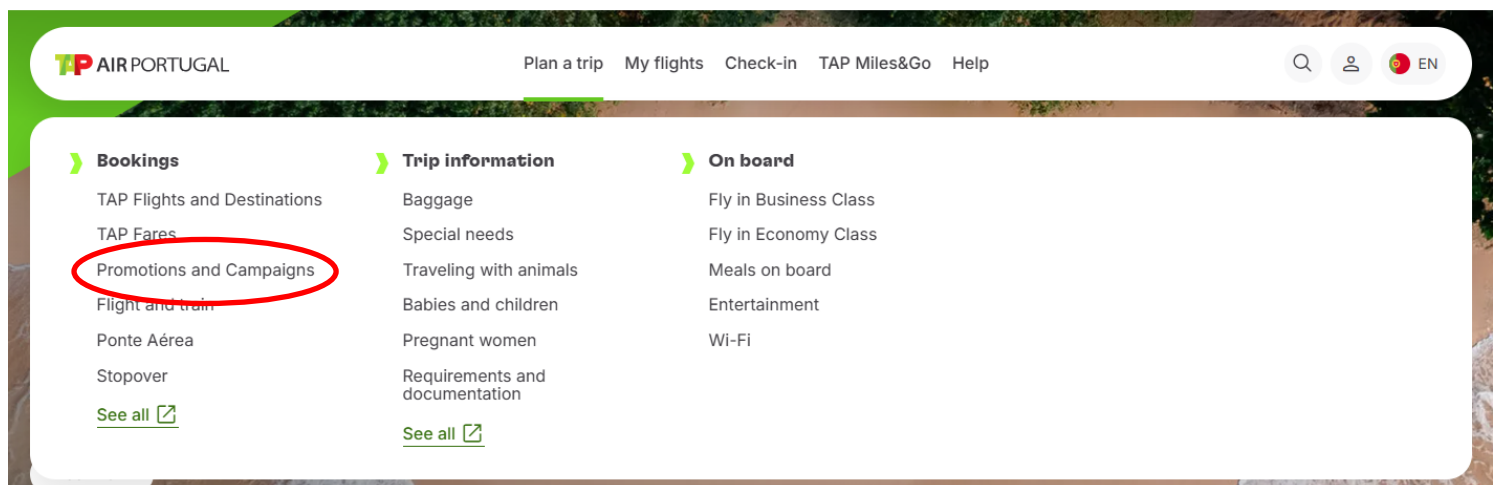 TAP AIR PORTUGAL
Plan a trip My flights Check-in TAP Miles&Go Help
EN
Bookings
TAP Flights and Destinations
TAP Fares
Promotions and Campaigns
Flight and train
Ponte Aérea
Stopover
See all
Trip information
Baggage
Special needs
Traveling with animals
Babies and children
Pregnant women
Requirements and
documentation
See all
On board
Fly in Business Class
Fly in Economy Class
Meals on board
Entertainment
Wi-Fi